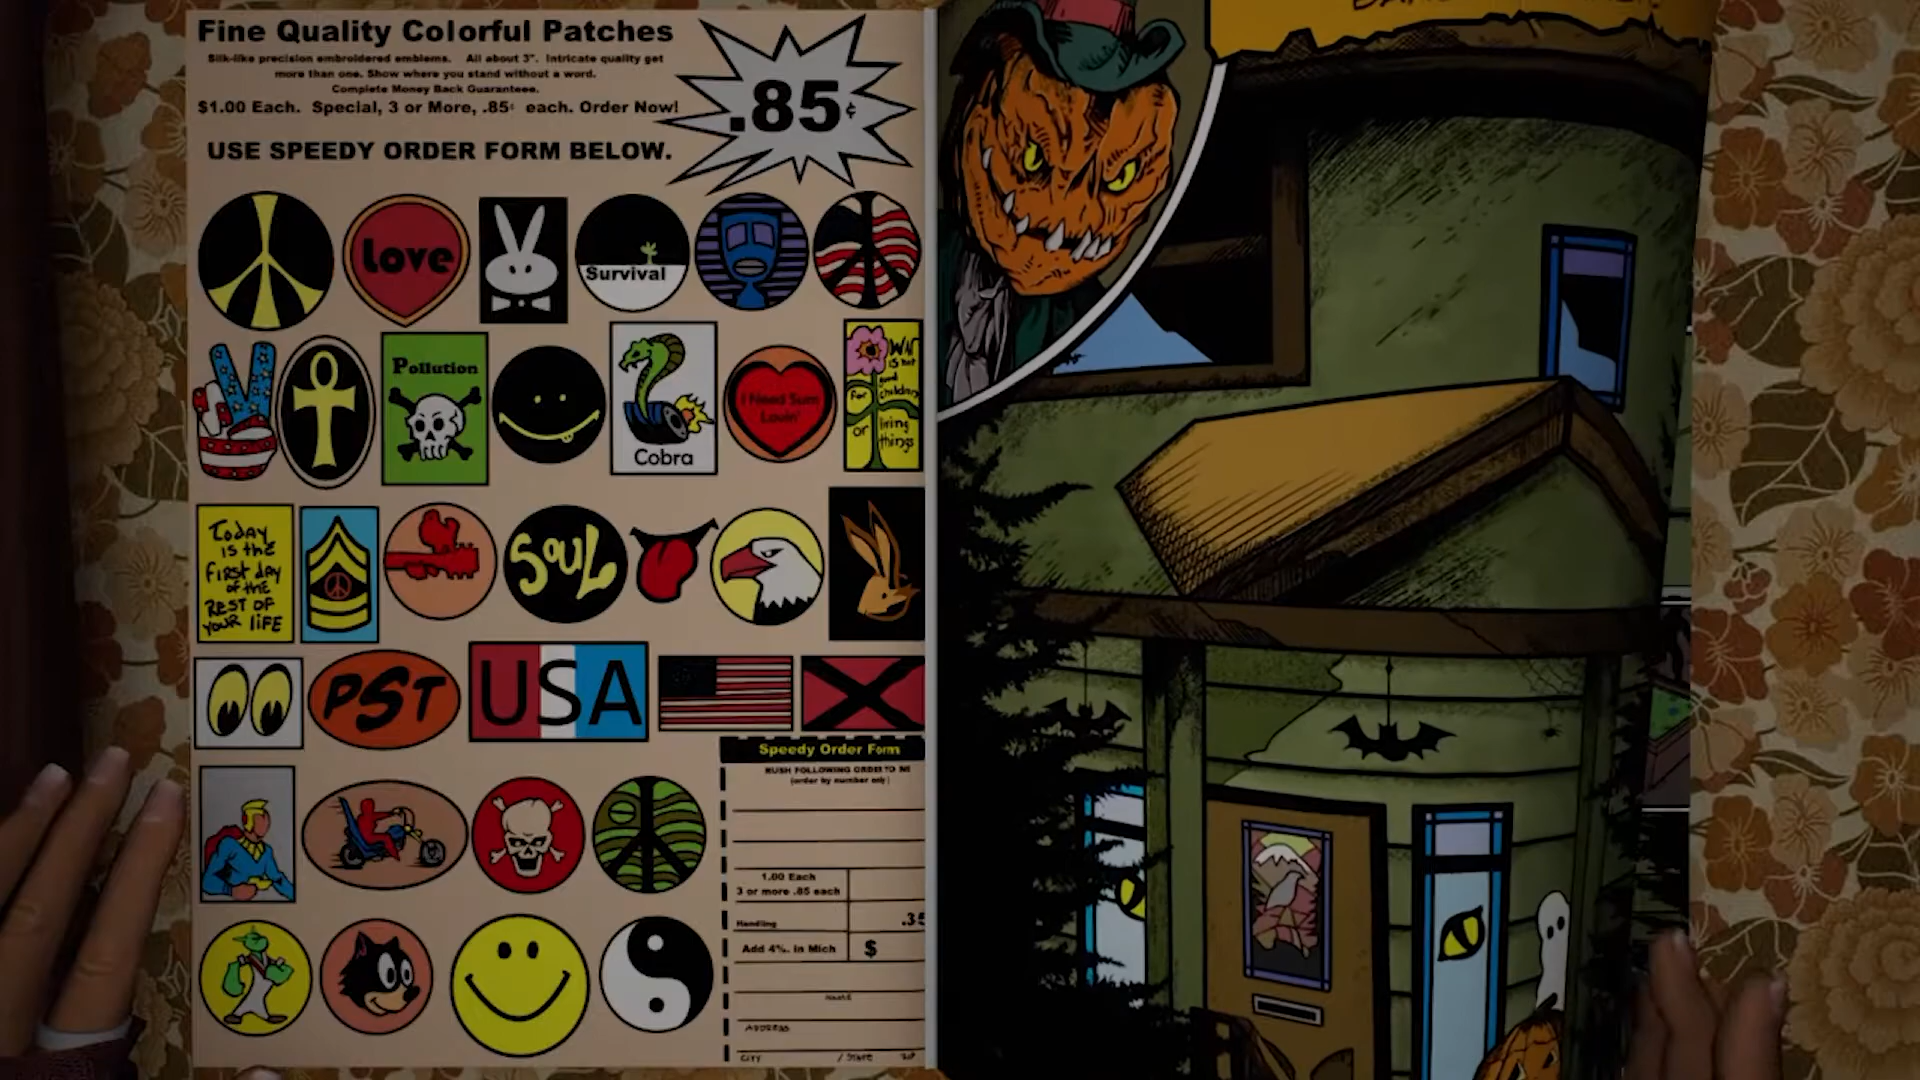 Fine Quality Colorful Patches
Silk-like precision embroidered emblems. All about 3". Intricate quality get
more than one. Show where you stand without a word.
Complete Money Back Guarantee.
$1.00 Each. Special, 3 or More, .85¢ each. Order Now!
.85¢
USE SPEEDY ORDER FORM BELOW.
Love
Survival
Pollution
Cobra
I Need Sum
Lovin'
WAR
is not
good
for children
or living
things
Today
is the
first day
of the
REST OF
YOUR liFE
SOUL
PST
USA
Speedy Order Form
RUSH FOLLOWING ORDER TO ME
(order by number only)
1.00 Each
3 or more .85 each
Handling
.35
Add 4%. in Mich
$
NAME
ADDRESS
CITY / State ZIP